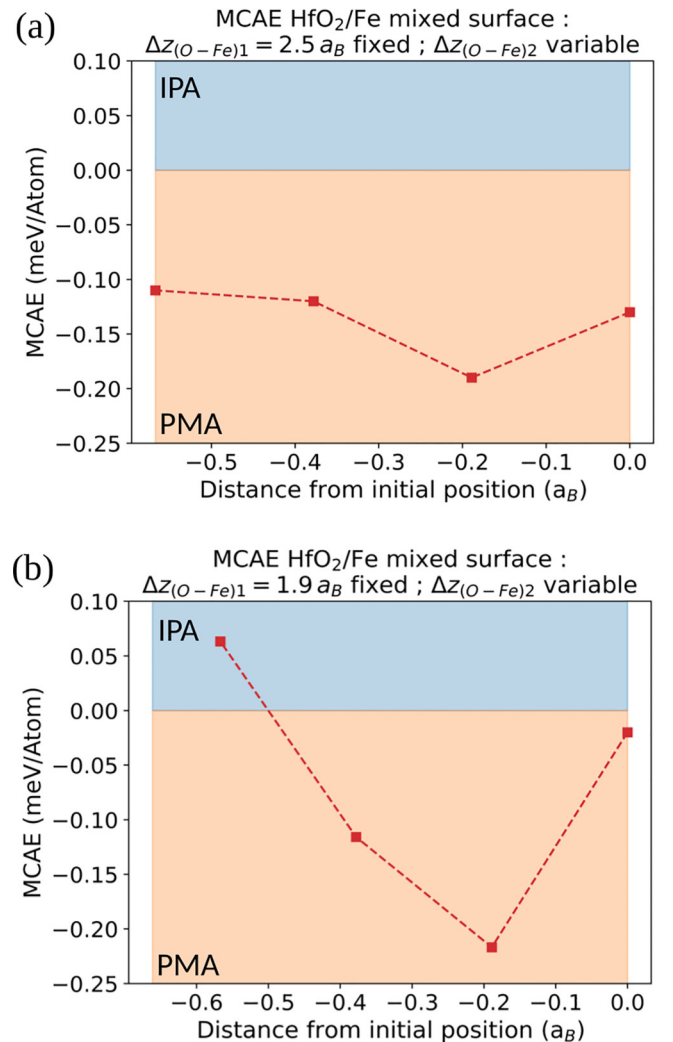 (a)
MCAE HfO₂/Fe mixed surface :
Δz₍O − Fe₎1 = 2.5 a_B fixed ; Δz₍O − Fe₎2 variable
0.10
IPA
0.05
0.00
−0.05
−0.10
−0.15
−0.20
PMA
−0.25
MCAE (meV/Atom)
−0.5 −0.4 −0.3 −0.2 −0.1 0.0
Distance from initial position (a_B)
(b)
MCAE HfO₂/Fe mixed surface :
Δz₍O − Fe₎1 = 1.9 a_B fixed ; Δz₍O − Fe₎2 variable
0.10
IPA
0.05
0.00
−0.05
−0.10
−0.15
−0.20
PMA
−0.25
MCAE (meV/Atom)
−0.6 −0.5 −0.4 −0.3 −0.2 −0.1 0.0
Distance from initial position (a_B)